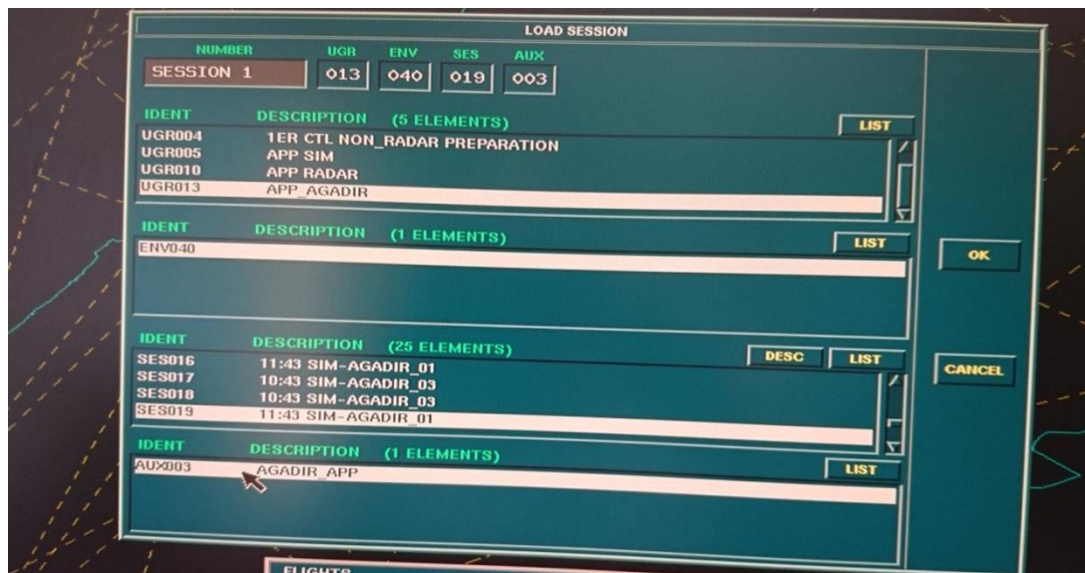 LOAD SESSION
NUMBER UGR ENV SES AUX
SESSION 1 013 040 019 003
IDENT DESCRIPTION (5 ELEMENTS) LIST
UGR004 1ER CTL NON_RADAR PREPARATION
UGR005 APP SIM
UGR010 APP RADAR
UGR013 APP_AGADIR
IDENT DESCRIPTION (1 ELEMENTS) LIST
ENV040
OK
IDENT DESCRIPTION (25 ELEMENTS) DESC LIST
SES016 11:43 SIM-AGADIR_01
SES017 10:43 SIM-AGADIR_03
SES018 10:43 SIM-AGADIR_03
SES019 11:43 SIM-AGADIR_01
CANCEL
IDENT DESCRIPTION (1 ELEMENTS) LIST
AUX003 AGADIR_APP
FLIGHTS